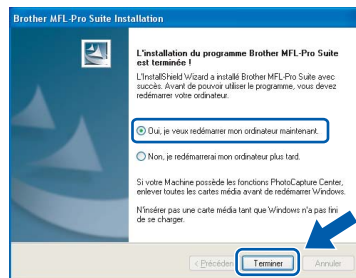 Brother MFL-Pro Suite Installation
L'installation du programme Brother MFL-Pro Suite
est terminée !
L'InstallShield Wizard a installé Brother MFL-Pro Suite avec
succès. Avant de pouvoir utiliser le programme, vous devez
redémarrer votre ordinateur.
Oui, je veux redémarrer mon ordinateur maintenant.
Non, je redémarrerai mon ordinateur plus tard.
Si votre Machine possède les fonctions PhotoCapture Center,
enlever toutes les cartes média avant de redémarrer Windows.
N'insérer pas une carte média tant que Windows n'a pas fini
de se charger.
< Précéden Terminer Annuler